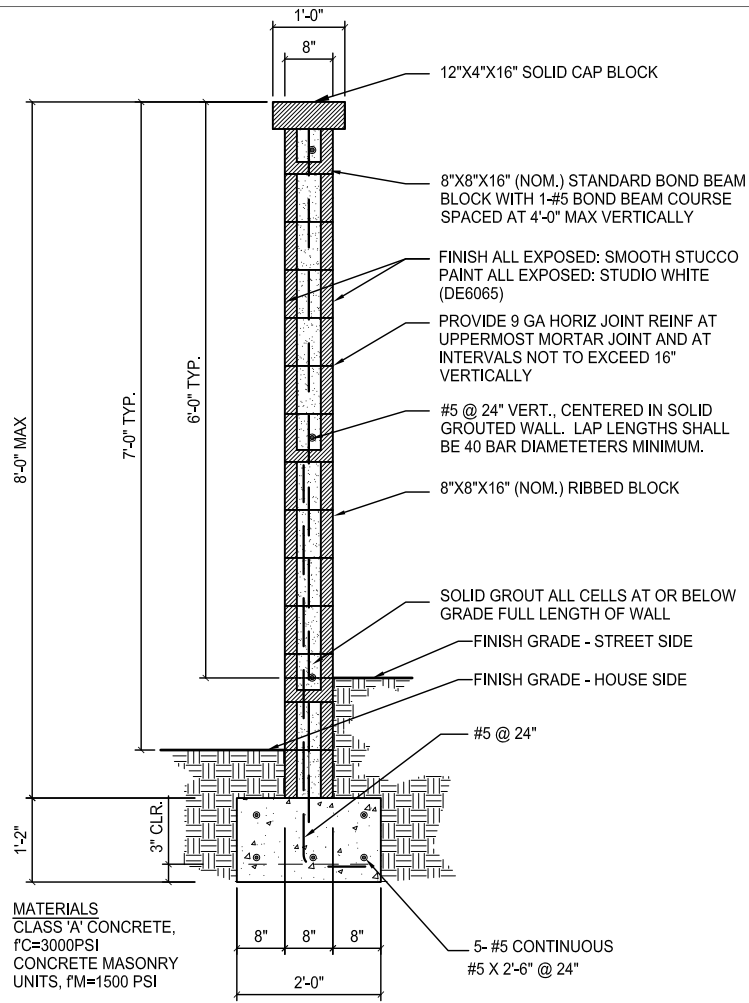 1'-0"
8"
12"X4"X16" SOLID CAP BLOCK
8"X8"X16" (NOM.) STANDARD BOND BEAM
BLOCK WITH 1-#5 BOND BEAM COURSE
SPACED AT 4'-0" MAX VERTICALLY
FINISH ALL EXPOSED: SMOOTH STUCCO
PAINT ALL EXPOSED: STUDIO WHITE
(DE6065)
PROVIDE 9 GA HORIZ JOINT REINF AT
UPPERMOST MORTAR JOINT AND AT
INTERVALS NOT TO EXCEED 16"
VERTICALLY
8'-0" MAX
7'-0" TYP.
6'-0" TYP.
#5 @ 24" VERT., CENTERED IN SOLID
GROUTED WALL. LAP LENGTHS SHALL
BE 40 BAR DIAMETETERS MINIMUM.
8"X8"X16" (NOM.) RIBBED BLOCK
SOLID GROUT ALL CELLS AT OR BELOW
GRADE FULL LENGTH OF WALL
FINISH GRADE - STREET SIDE
FINISH GRADE - HOUSE SIDE
#5 @ 24"
1'-2"
3" CLR.
MATERIALS
CLASS 'A' CONCRETE,
f'C=3000PSI
CONCRETE MASONRY
UNITS, f'M=1500 PSI
8"
8"
8"
2'-0"
5- #5 CONTINUOUS
#5 X 2'-6" @ 24"